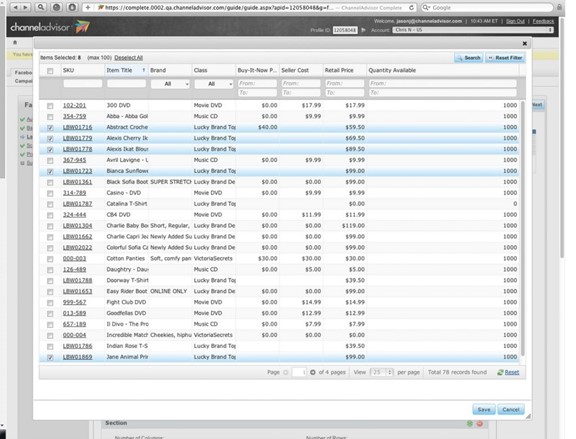 https://complete.0002.qa.channeladvisor.com/guide/guide.aspx?apid=12058048&g=f... ChannelAdvisor Complete Google
channeladvisor
Welcome, jasonj@channeladvisor.com | 10:43 AM ET | Sign Out | Feedback
Profile ID: 12058048 Account: Chris N - US
Items Selected: 8 (max 100) Deselect All Search Reset Filter
SKU Item Title Brand Class Buy-It-Now P... Seller Cost Retail Price Quantity Available
All All From: From: From: From:
To: To: To: To:
102-201 300 DVD Movie DVD $0.00 $17.99 $17.99 1000
354-759 Abba - Abba Gol Music CD $0.00 $9.99 $9.99 1000
LBW01716 Abstract Croche Lucky Brand Top $40.00 $59.50 1000
LBW01779 Alexis Cherry Bl Lucky Brand Top $69.50 1000
LBW01778 Alexis Ikat Blous Lucky Brand Top $89.50 1000
367-945 Avril Lavigne - L Music CD $0.00 $9.99 $9.99 1000
LBW01723 Bianca Sunflowe Lucky Brand Top $99.00 1000
LBW01361 Black Sofia Boot SUPER STRETCH Lucky Brand De $0.00 $0.00 $99.00 1000
314-789 Casino - DVD Movie DVD $0.00 $9.99 $9.99 1000
LBW01787 Catalina T-Shirt Lucky Brand Top $0.00 0
324-444 CB4 DVD Movie DVD $0.00 $11.99 $11.99 1000
LBW01304 Charlie Baby Boo Short, Regular, Lucky Brand De $0.00 $0.00 $119.00 1000
LBW01662 Charlie Capri Jea Newly Added Su Lucky Brand De $0.00 $0.00 $99.00 1000
LBW02022 Colorful Sofia Ca Newly Added Su Lucky Brand De $0.00 $0.00 $99.00 1000
000-003 Cotton Panties Soft, comfy pan VictoriaSecrets $30.00 $30.00 $30.00 1000
126-489 Daughtry - Dau Music CD $0.00 $5.00 $5.00 1000
LBW01788 Doorway T-Shirt Lucky Brand Top $39.50 1000
LBW01653 Easy Rider Boot ONLINE ONLY Lucky Brand De $0.00 $0.00 $99.00 1000
999-567 Fight Club DVD Movie DVD $0.00 $14.99 $14.99 1000
013-589 Goodfellas DVD Movie DVD $0.00 $12.99 $12.99 1000
657-189 Il Divo - The Pro Music CD $0.00 $7.99 $7.99 1000
000-004 Incredible Match Cheekies, hiphu VictoriaSecrets $0.00 $0.00 $0.00 1000
LBW01786 Indian Rose T-S Lucky Brand Top $39.50 1000
LBW01869 Jane Animal Prin Lucky Brand Top $99.00 1000
Page 1 of 4 pages View 25 per page Total 78 records found Reset
Save Cancel
Section
Number of Columns: Number of Rows: